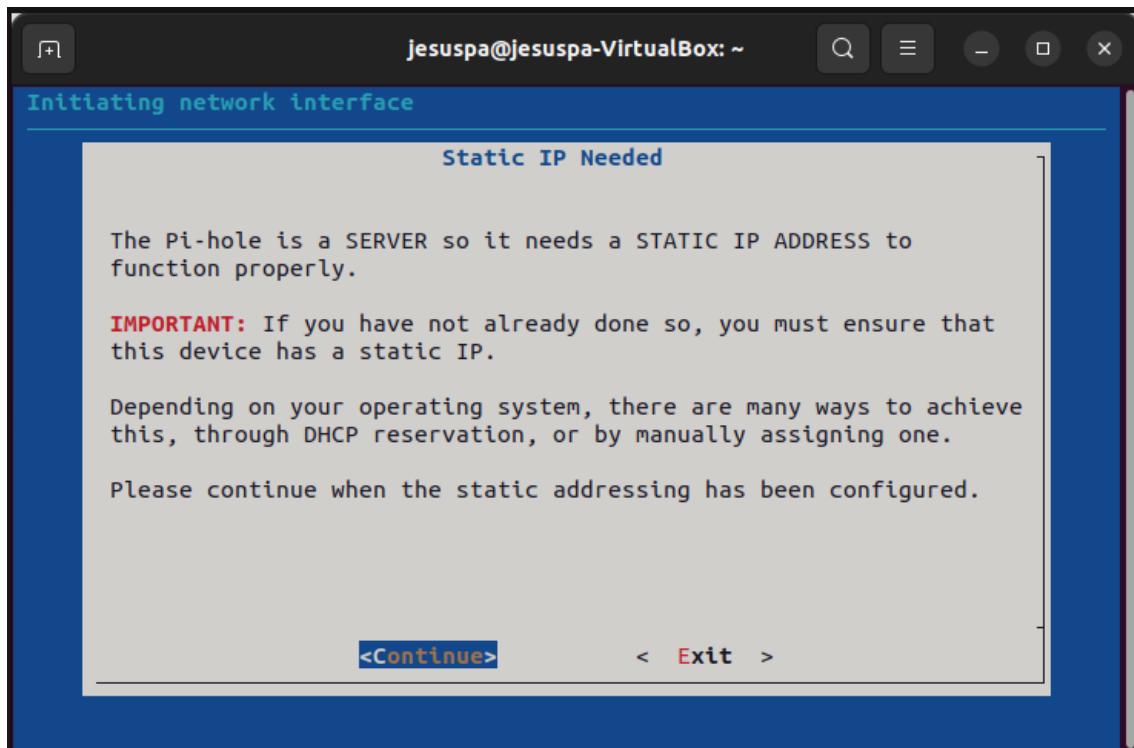 jesuspa@jesuspa-VirtualBox: ~
Initiating network interface
Static IP Needed
The Pi-hole is a SERVER so it needs a STATIC IP ADDRESS to
function properly.
IMPORTANT: If you have not already done so, you must ensure that
this device has a static IP.
Depending on your operating system, there are many ways to achieve
this, through DHCP reservation, or by manually assigning one.
Please continue when the static addressing has been configured.
<Continue> < Exit >